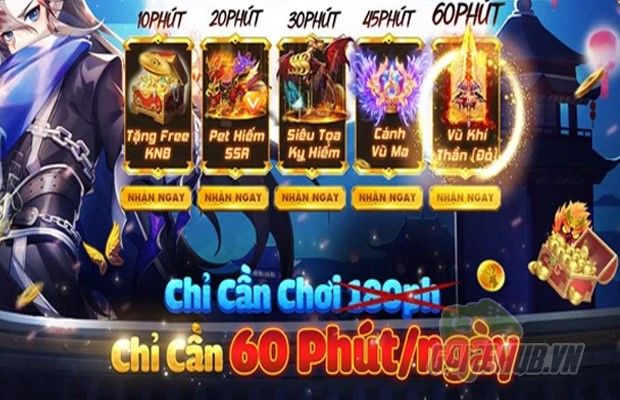 10PHÚT 20PHÚT 30PHÚT 45PHÚT 60PHÚT
Tặng Free KNB
Pet Hiếm SSR
Siêu Tọa Kỵ Hiếm
Cánh Vũ Ma
Vũ Khí Thần (Đỏ)
NHẬN NGAY NHẬN NGAY NHẬN NGAY NHẬN NGAY NHẬN NGAY
Chỉ Cần Chơi 180ph
Chỉ Cần 60 Phút/ngày
GAMEHUB.VN